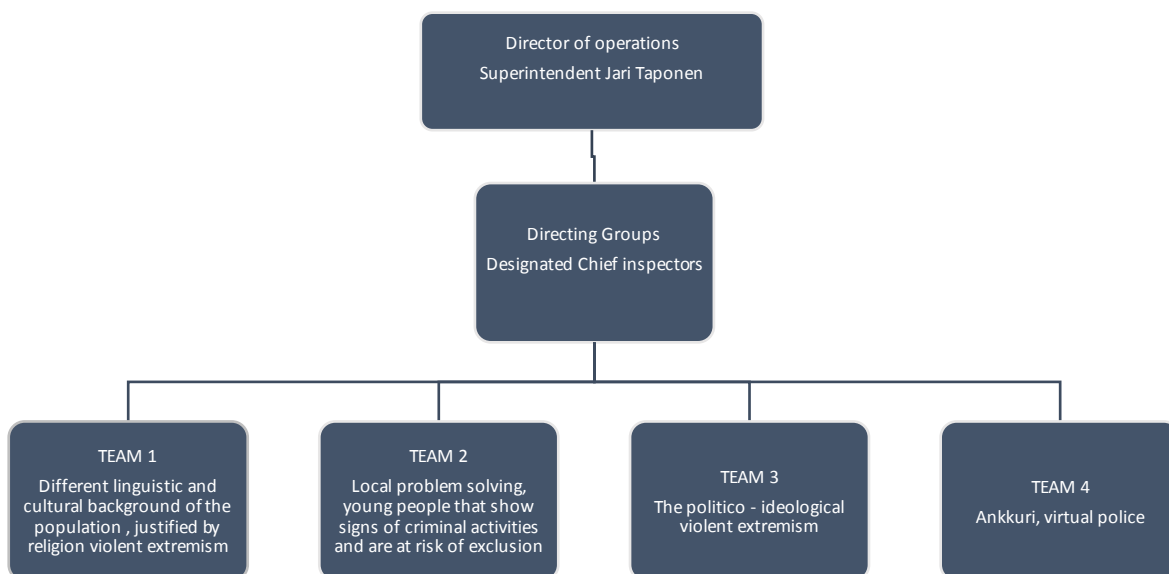 Director of operations
Superintendent Jari Taponen
Directing Groups
Designated Chief inspectors
TEAM 1
Different linguistic and
cultural background of the
population , justified by
religion violent extremism
TEAM 2
Local problem solving,
young people that show
signs of criminal activities
and are at risk of exclusion
TEAM 3
The politico - ideological
violent extremism
TEAM 4
Ankkuri, virtual police